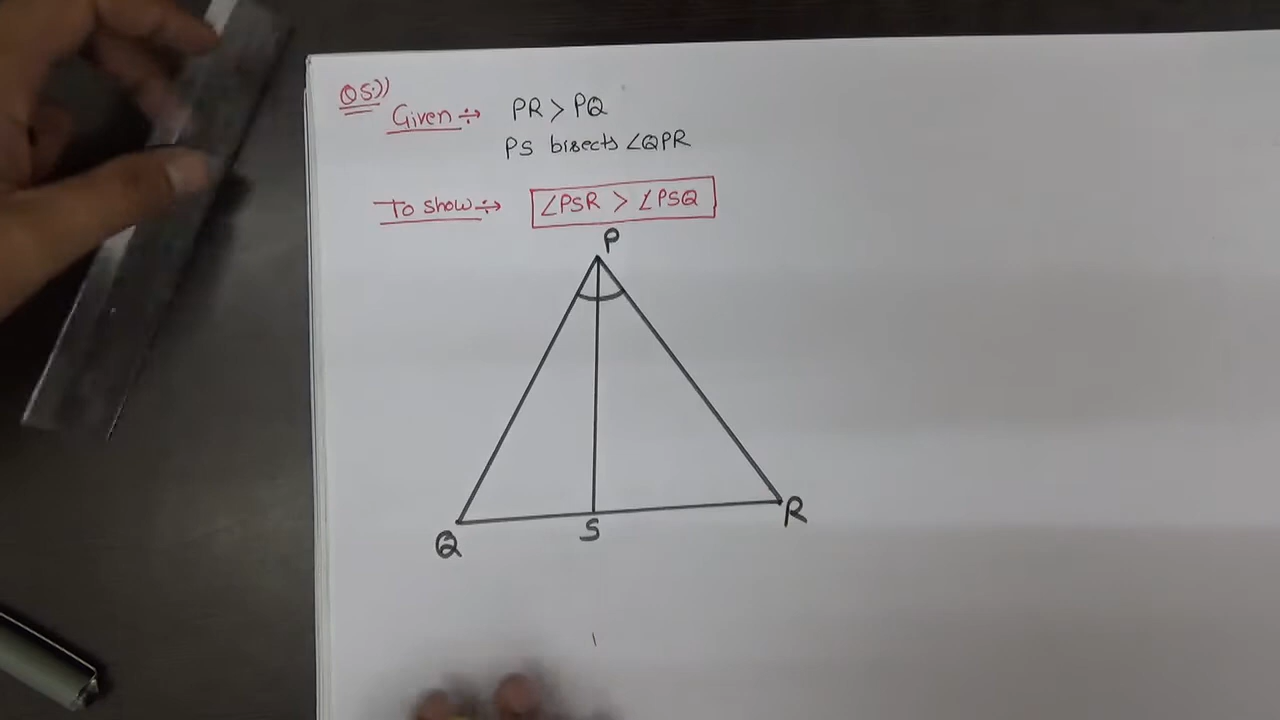 Q5.))
Given ÷ PR > PQ
PS bisects ∠QPR
To show ÷ ∠PSR > ∠PSQ
P
Q S R